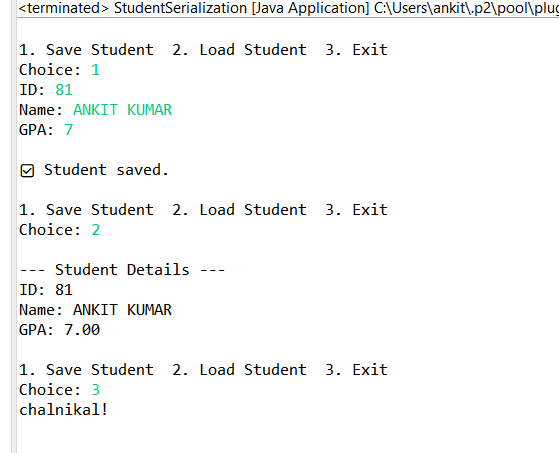 <terminated> StudentSerialization [Java Application] C:\Users\ankit\.p2\pool\plug
1. Save Student  2. Load Student  3. Exit
Choice: 1
ID: 81
Name: ANKIT KUMAR
GPA: 7
☑ Student saved.
1. Save Student  2. Load Student  3. Exit
Choice: 2
--- Student Details ---
ID: 81
Name: ANKIT KUMAR
GPA: 7.00
1. Save Student  2. Load Student  3. Exit
Choice: 3
chalnikal!